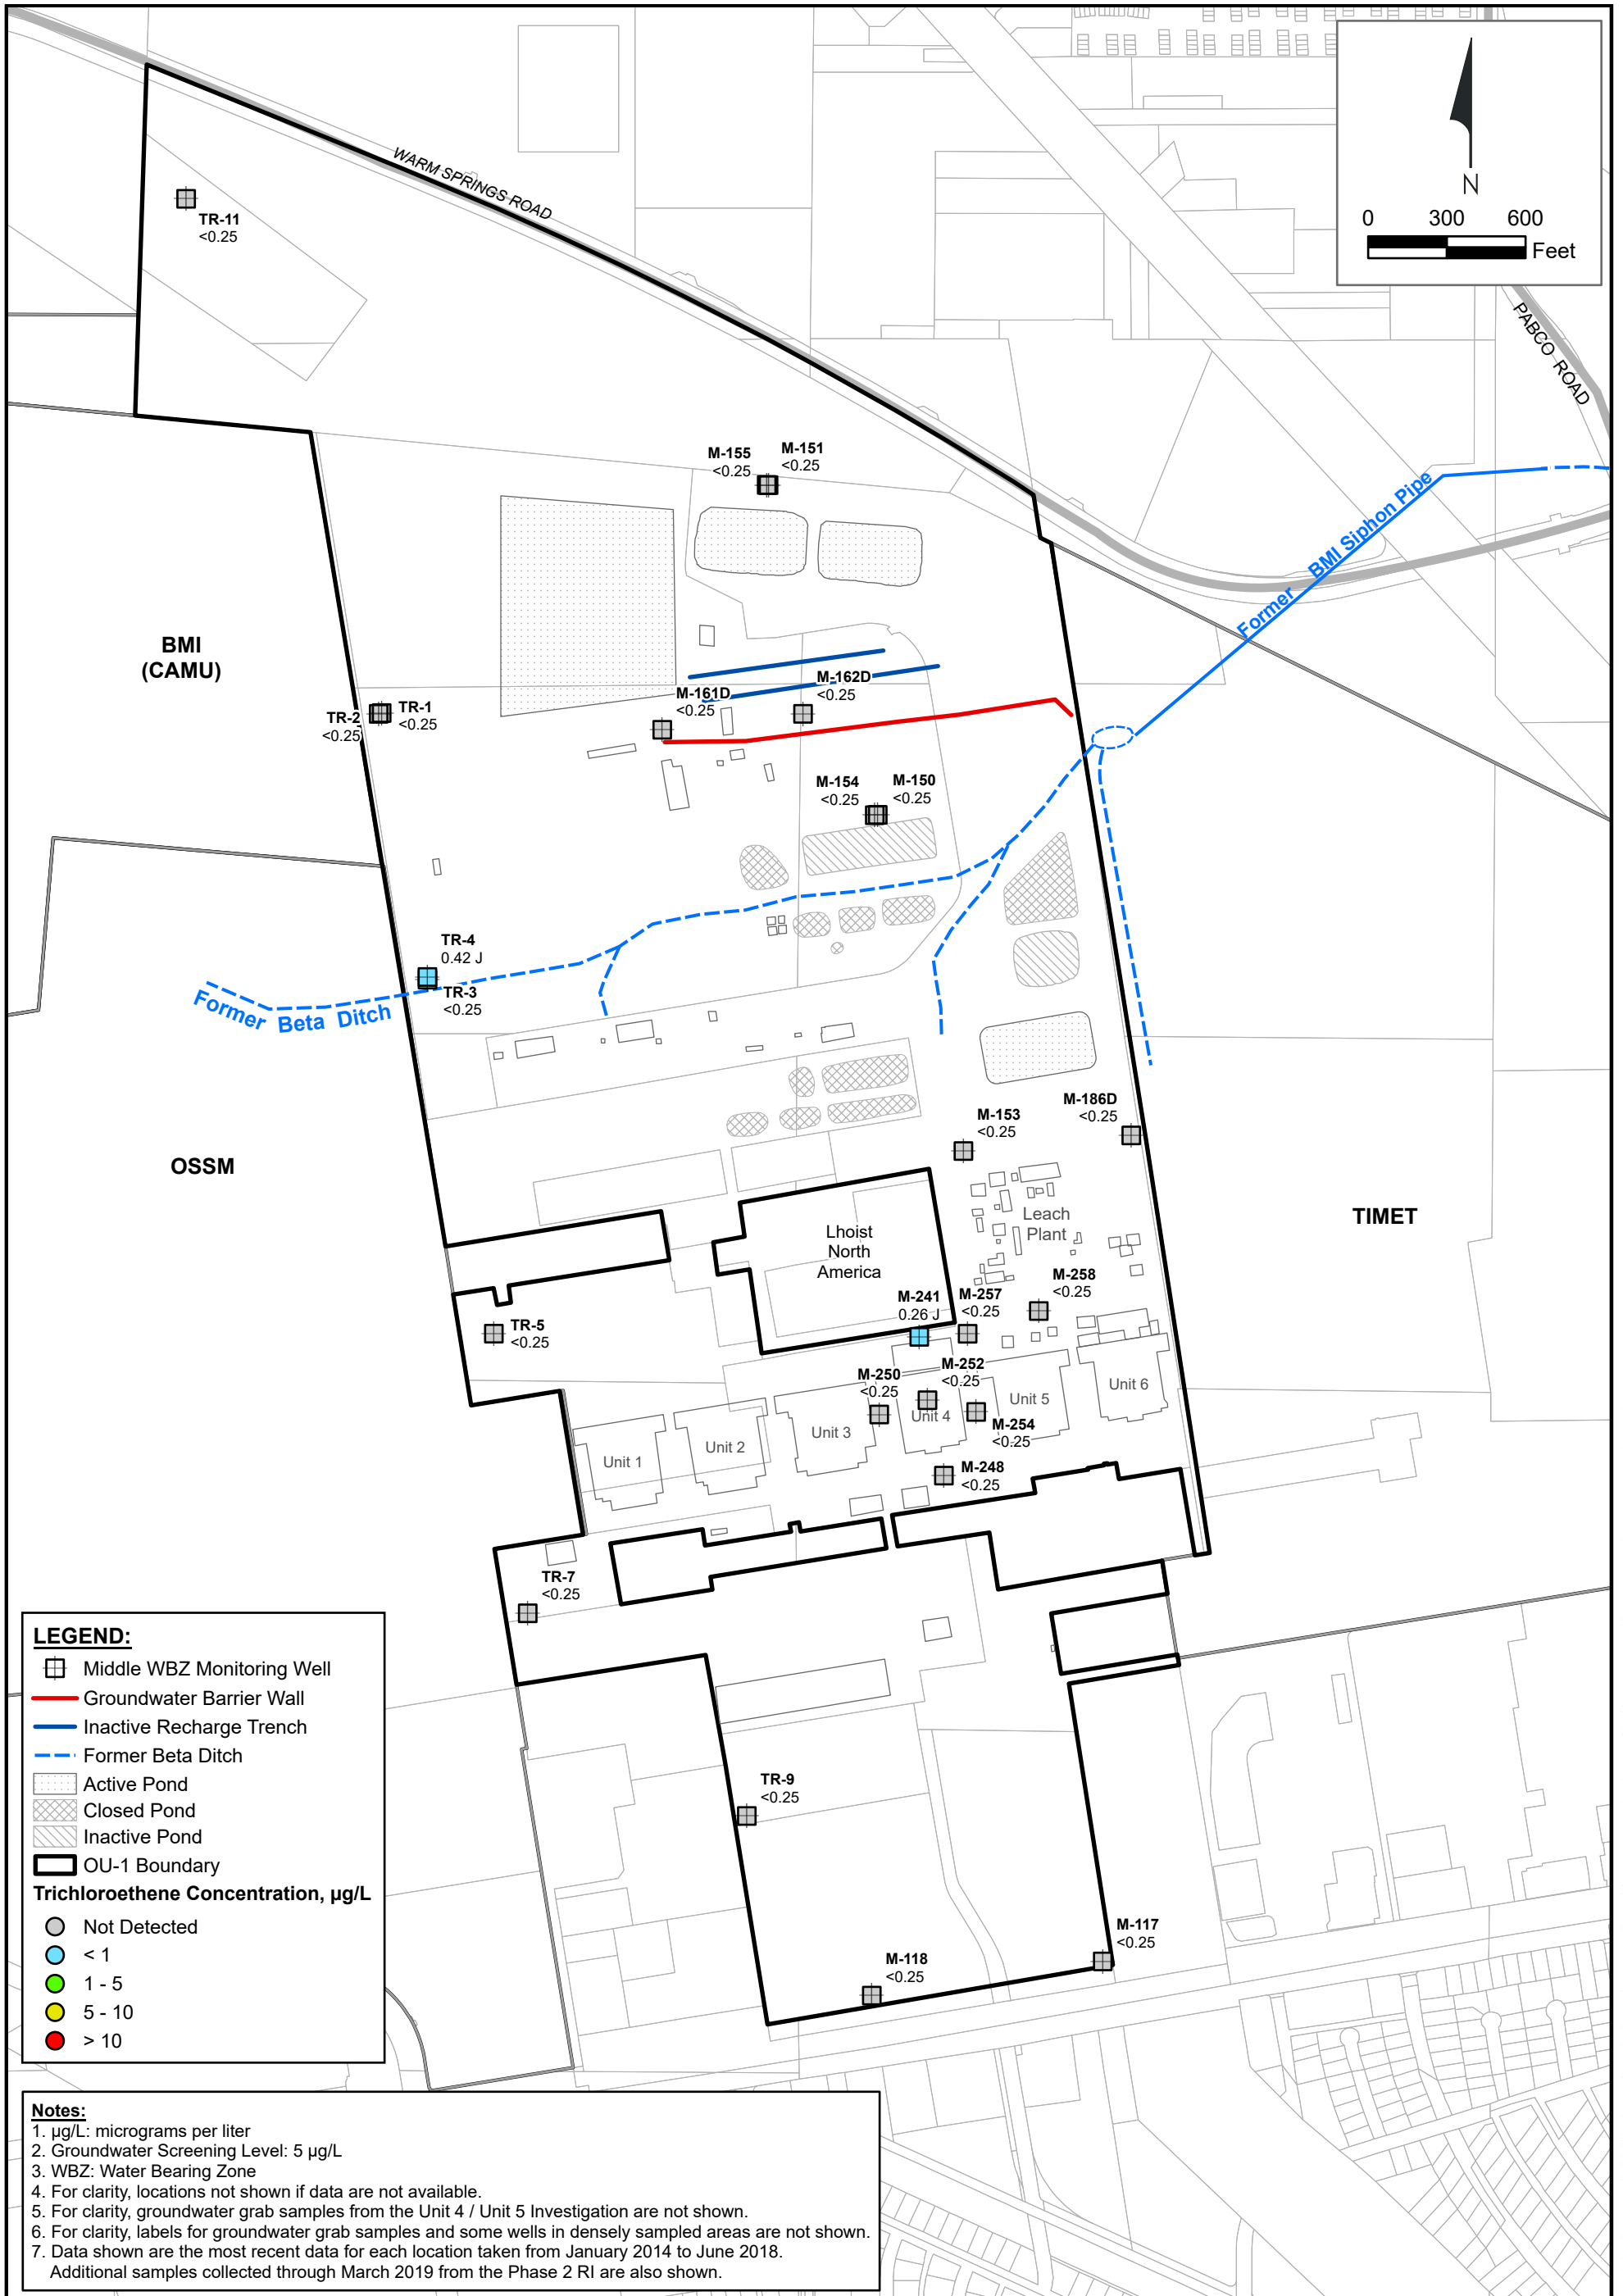 N
0 300 600
Feet
WARM SPRINGS ROAD
PABCO ROAD
TR-11
<0.25
M-155
<0.25
M-151
<0.25
Former BMI Siphon Pipe
BMI
(CAMU)
M-161D
<0.25
M-162D
<0.25
TR-2
<0.25
TR-1
<0.25
M-154
<0.25
M-150
<0.25
TR-4
0.42 J
TR-3
<0.25
Former Beta Ditch
M-186D
<0.25
M-153
<0.25
OSSM
TIMET
Leach
Plant
Lhoist
North
America
M-258
<0.25
M-241
0.26 J
M-257
<0.25
TR-5
<0.25
M-252
<0.25
M-250
<0.25
M-254
<0.25
Unit 6
Unit 5
Unit 4
Unit 3
Unit 2
Unit 1
M-248
<0.25
TR-7
<0.25
TR-9
<0.25
M-117
<0.25
M-118
<0.25
LEGEND:
Middle WBZ Monitoring Well
Groundwater Barrier Wall
Inactive Recharge Trench
Former Beta Ditch
Active Pond
Closed Pond
Inactive Pond
OU-1 Boundary
Trichloroethene Concentration, µg/L
Not Detected
< 1
1 - 5
5 - 10
> 10
Notes:
1. µg/L: micrograms per liter
2. Groundwater Screening Level: 5 µg/L
3. WBZ: Water Bearing Zone
4. For clarity, locations not shown if data are not available.
5. For clarity, groundwater grab samples from the Unit 4 / Unit 5 Investigation are not shown.
6. For clarity, labels for groundwater grab samples and some wells in densely sampled areas are not shown.
7. Data shown are the most recent data for each location taken from January 2014 to June 2018.
Additional samples collected through March 2019 from the Phase 2 RI are also shown.